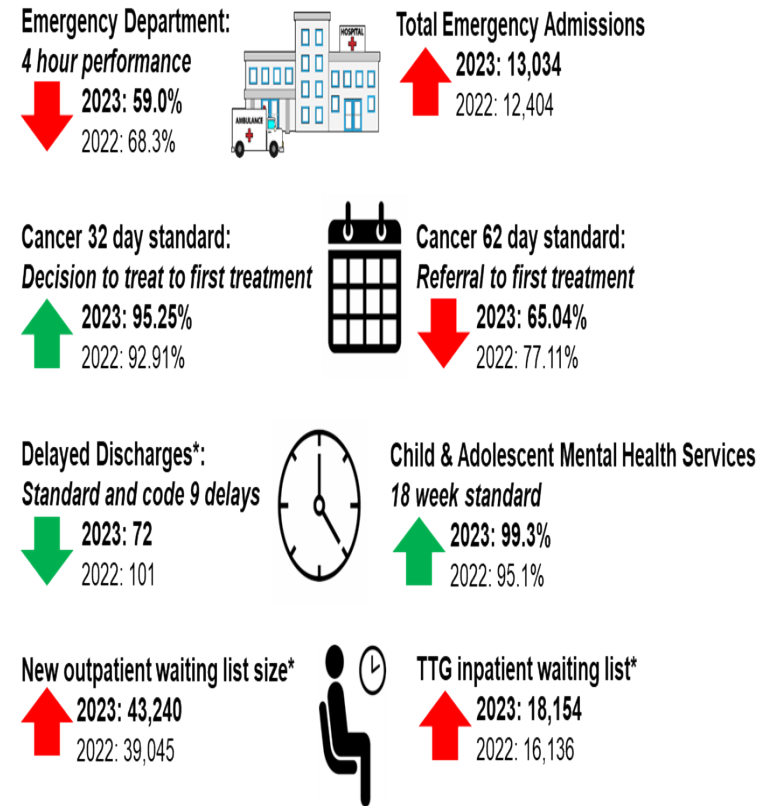 Emergency Department:
4 hour performance
2023: 59.0%
2022: 68.3%
HOSPITAL
AMBULANCE
Total Emergency Admissions
2023: 13,034
2022: 12,404
Cancer 32 day standard:
Decision to treat to first treatment
2023: 95.25%
2022: 92.91%
Cancer 62 day standard:
Referral to first treatment
2023: 65.04%
2022: 77.11%
Delayed Discharges*:
Standard and code 9 delays
2023: 72
2022: 101
Child & Adolescent Mental Health Services
18 week standard
2023: 99.3%
2022: 95.1%
New outpatient waiting list size*
2023: 43,240
2022: 39,045
TTG inpatient waiting list*
2023: 18,154
2022: 16,136